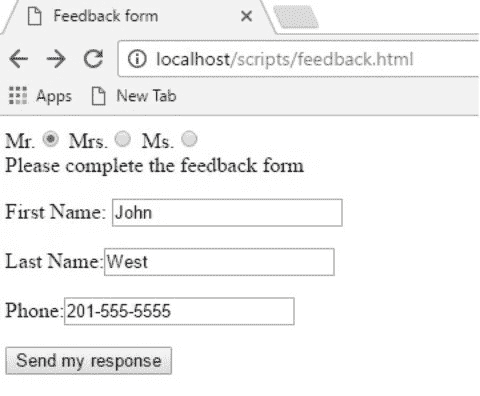 Feedback form
localhost/scripts/feedback.html
Apps New Tab
Mr. Mrs. Ms.
Please complete the feedback form
First Name: John
Last Name: West
Phone: 201-555-5555
Send my response